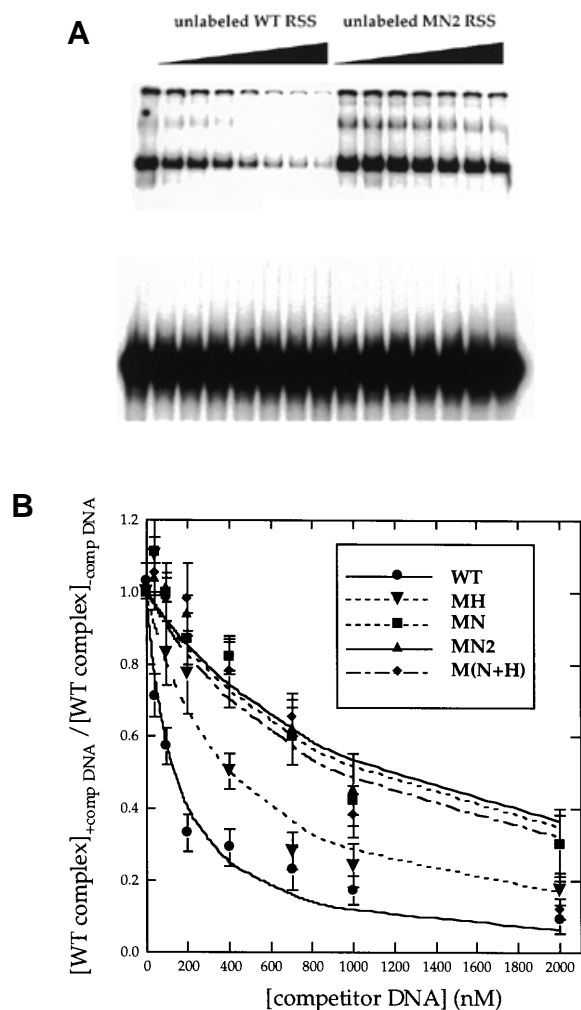 A
unlabeled WT RSS unlabeled MN2 RSS
B
[WT complex]+comp DNA / [WT complex]-comp DNA
1.2
1.0
0.8
0.6
0.4
0.2
0.0
WT
MH
MN
MN2
M(N+H)
0 200 400 600 800 1000 1200 1400 1600 1800 2000
[competitor DNA] (nM)